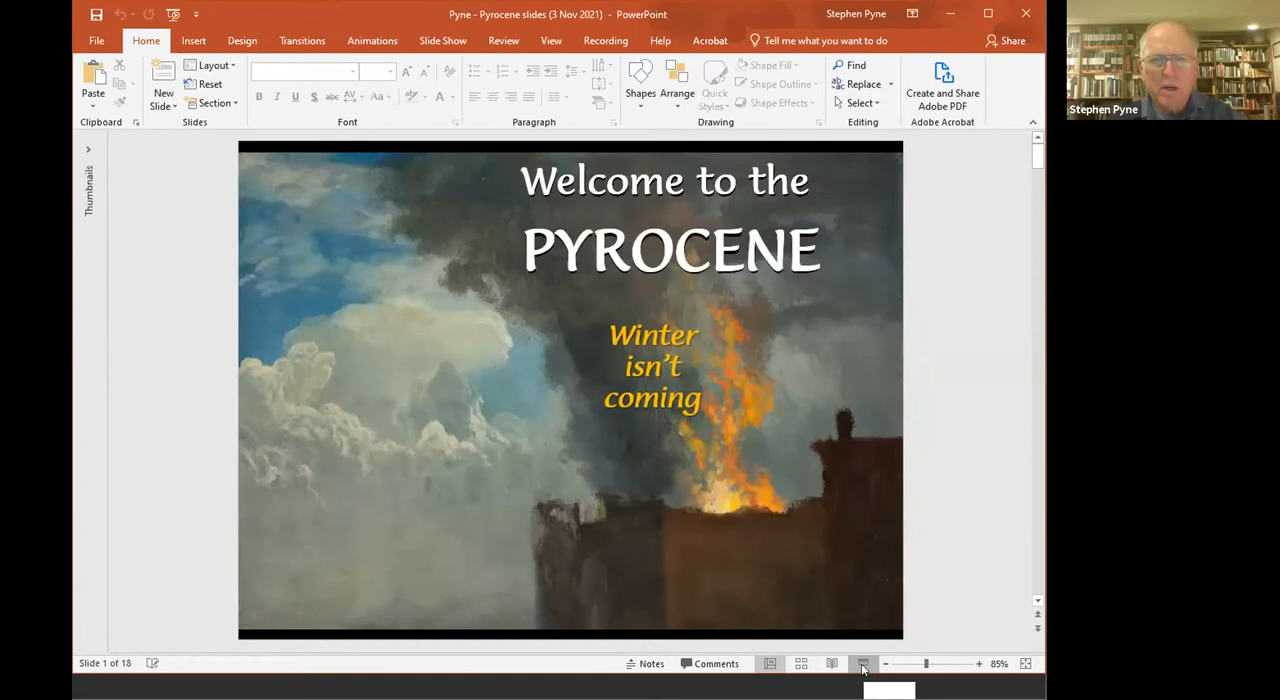 Pyne - Pyrocene slides (3 Nov 2021) - PowerPoint
Stephen Pyne
File Home Insert Design Transitions Animations Slide Show Review View Recording Help Acrobat Tell me what you want to do Share
Paste
Clipboard
New
Slide
Layout
Reset
Section
Slides
B I U S abc AV Aa A
Font
Paragraph
Shapes
Arrange
Quick
Styles
Shape Fill
Shape Outline
Shape Effects
Drawing
Find
Replace
Select
Editing
Create and Share
Adobe PDF
Adobe Acrobat
Stephen Pyne
Thumbnails
Welcome to the
PYROCENE
Winter
isn't
coming
Slide 1 of 18
Notes
Comments
85%